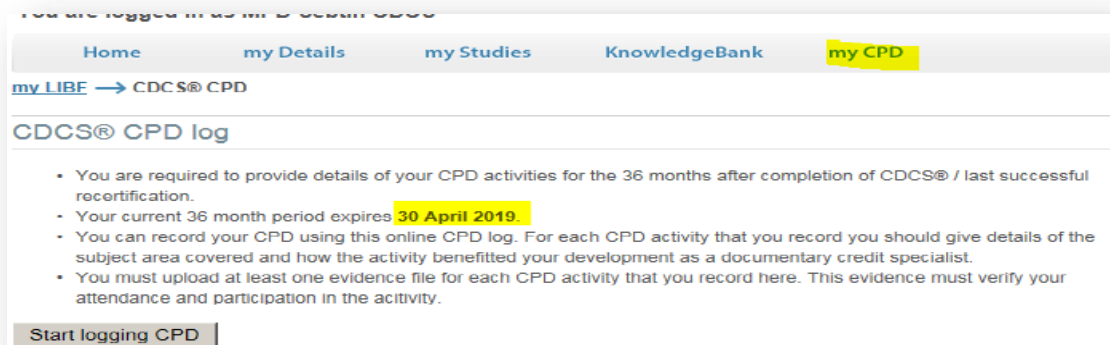 Home my Details my Studies KnowledgeBank my CPD
my LIBF → CDCS® CPD
CDCS® CPD log
• You are required to provide details of your CPD activities for the 36 months after completion of CDCS® / last successful
recertification.
• Your current 36 month period expires 30 April 2019.
• You can record your CPD using this online CPD log. For each CPD activity that you record you should give details of the
subject area covered and how the activity benefitted your development as a documentary credit specialist.
• You must upload at least one evidence file for each CPD activity that you record here. This evidence must verify your
attendance and participation in the acitivity.
Start logging CPD